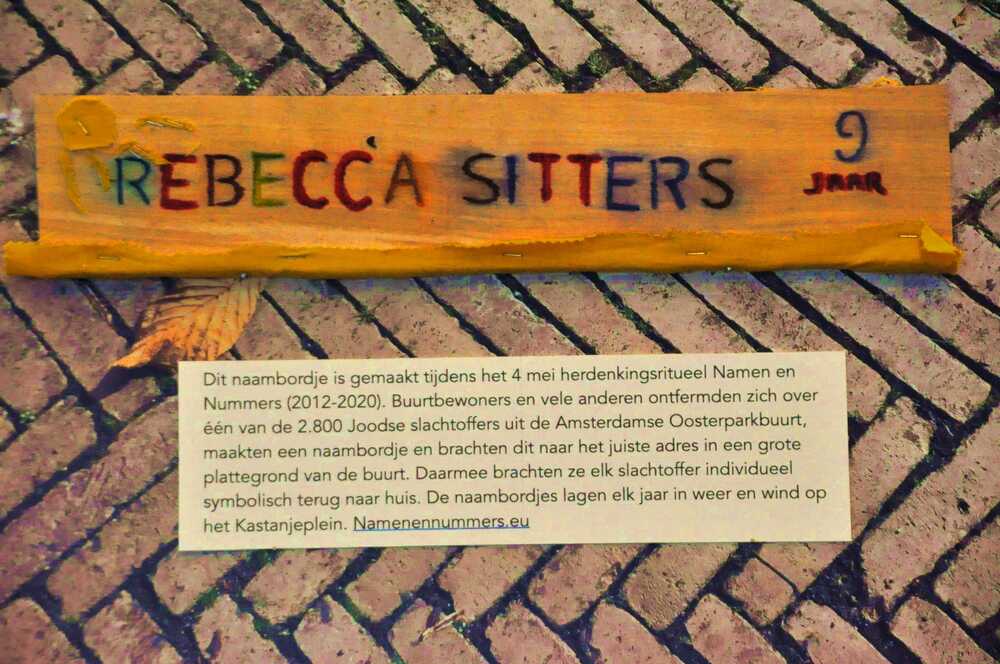 REBECCA SITTERS
9
JAAR
Dit naambordje is gemaakt tijdens het 4 mei herdenkingsritueel Namen en
Nummers (2012-2020). Buurtbewoners en vele anderen ontfermden zich over
één van de 2.800 Joodse slachtoffers uit de Amsterdamse Oosterparkbuurt,
maakten een naambordje en brachten dit naar het juiste adres in een grote
plattegrond van de buurt. Daarmee brachten ze elk slachtoffer individueel
symbolisch terug naar huis. De naambordjes lagen elk jaar in weer en wind op
het Kastanjeplein. Namenennummers.eu